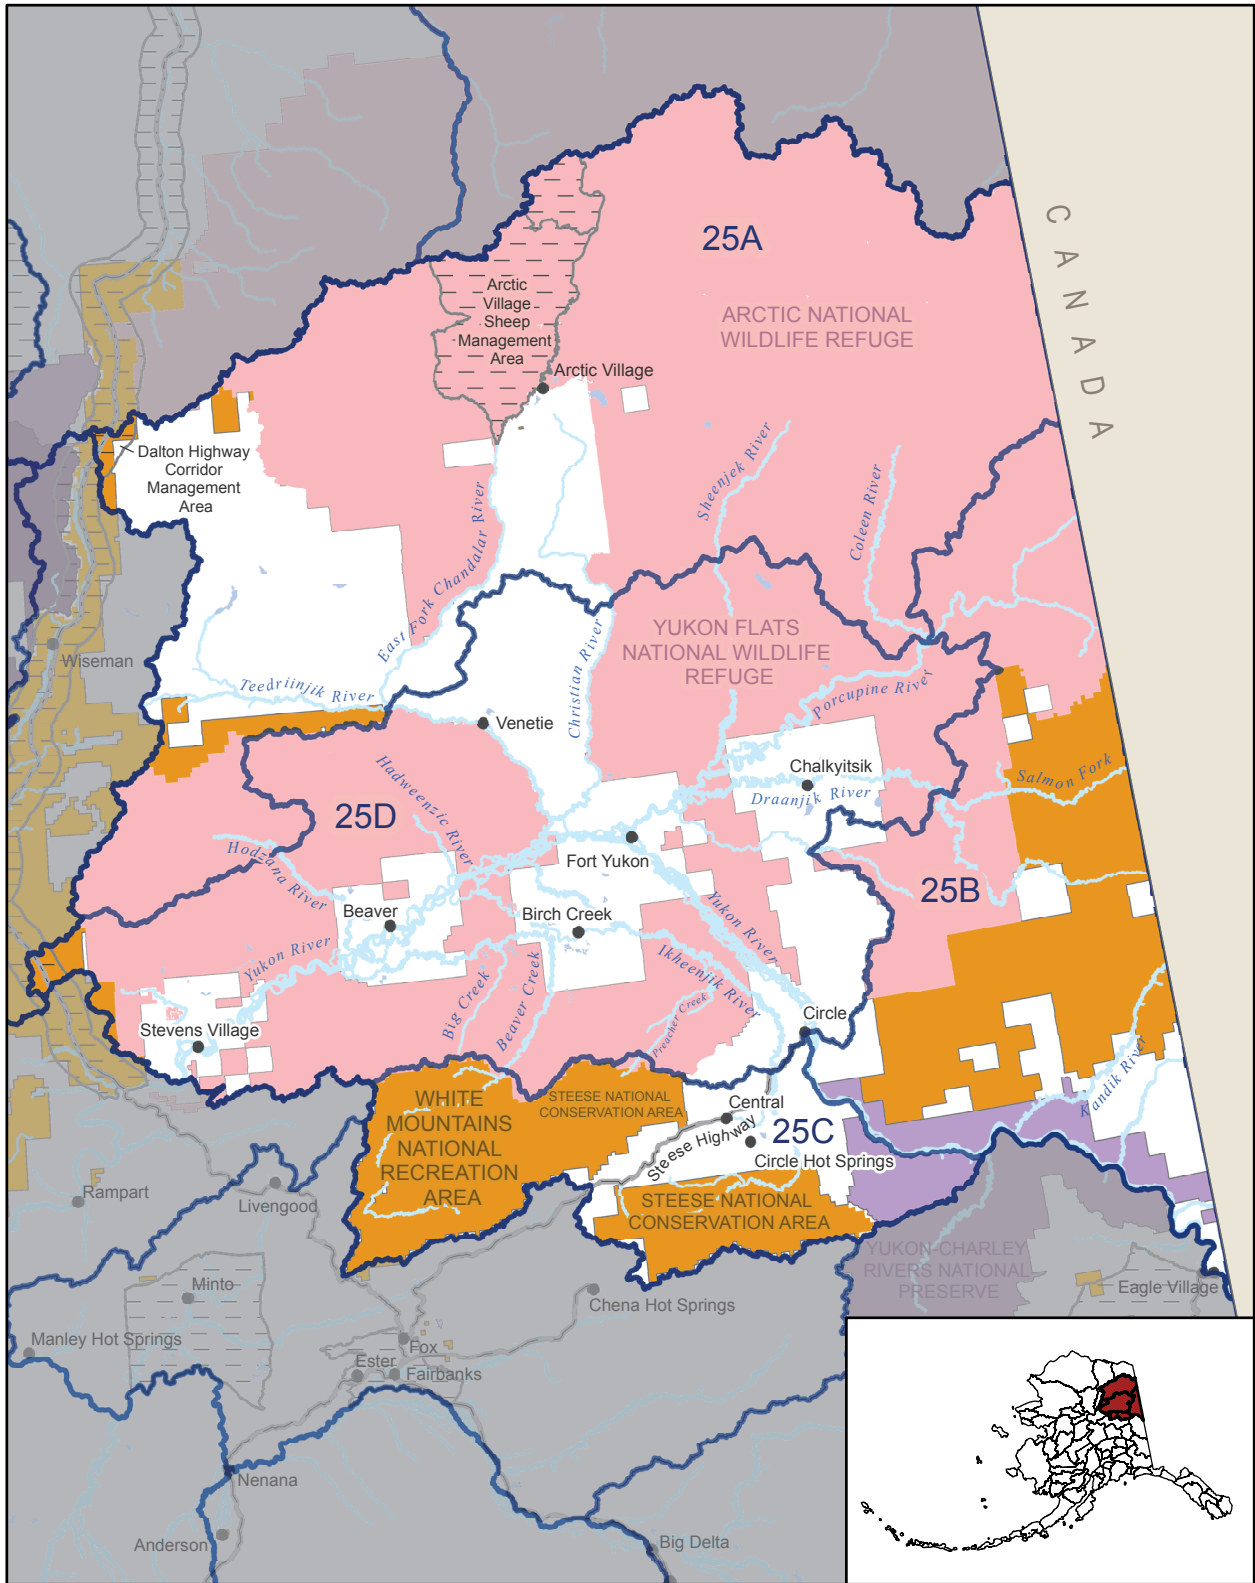 25A
CANADA
ARCTIC NATIONAL
WILDLIFE REFUGE
Arctic
Village
Sheep
Management
Area
Arctic Village
Dalton Highway
Corridor
Management
Area
Sheenjek River
Coleen River
East Fork Chandalar River
Christian River
YUKON FLATS
NATIONAL WILDLIFE
REFUGE
Wiseman
Teedriinjik River
Porcupine River
Venetie
Hadweenzic River
Chalkyitsik
Salmon Fork
Draanjik River
25D
Hodzana River
Fort Yukon
25B
Beaver
Birch Creek
Yukon River
Yukon River
Ikheenjik River
Big Creek
Beaver Creek
Preacher Creek
Stevens Village
Circle
Kandik River
WHITE
MOUNTAINS
NATIONAL
RECREATION
AREA
STEESE NATIONAL
CONSERVATION AREA
Central
25C
Steese Highway
Circle Hot Springs
STEESE NATIONAL
CONSERVATION AREA
Rampart
Livengood
YUKON-CHARLEY
RIVERS NATIONAL
PRESERVE
Eagle Village
Minto
Chena Hot Springs
Manley Hot Springs
Fox
Ester
Fairbanks
Nenana
Anderson
Big Delta